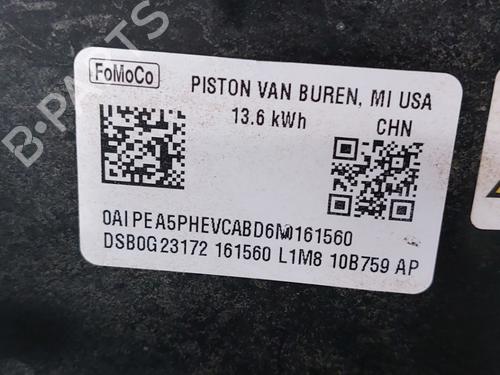 B-PARTS
FoMoCo
PISTON VAN BUREN, MI USA
13.6 kWh
CHN
0AIPEA5PHEVCABD6M0161560
DSB0G23172 161560 L1M8 10B759 AP